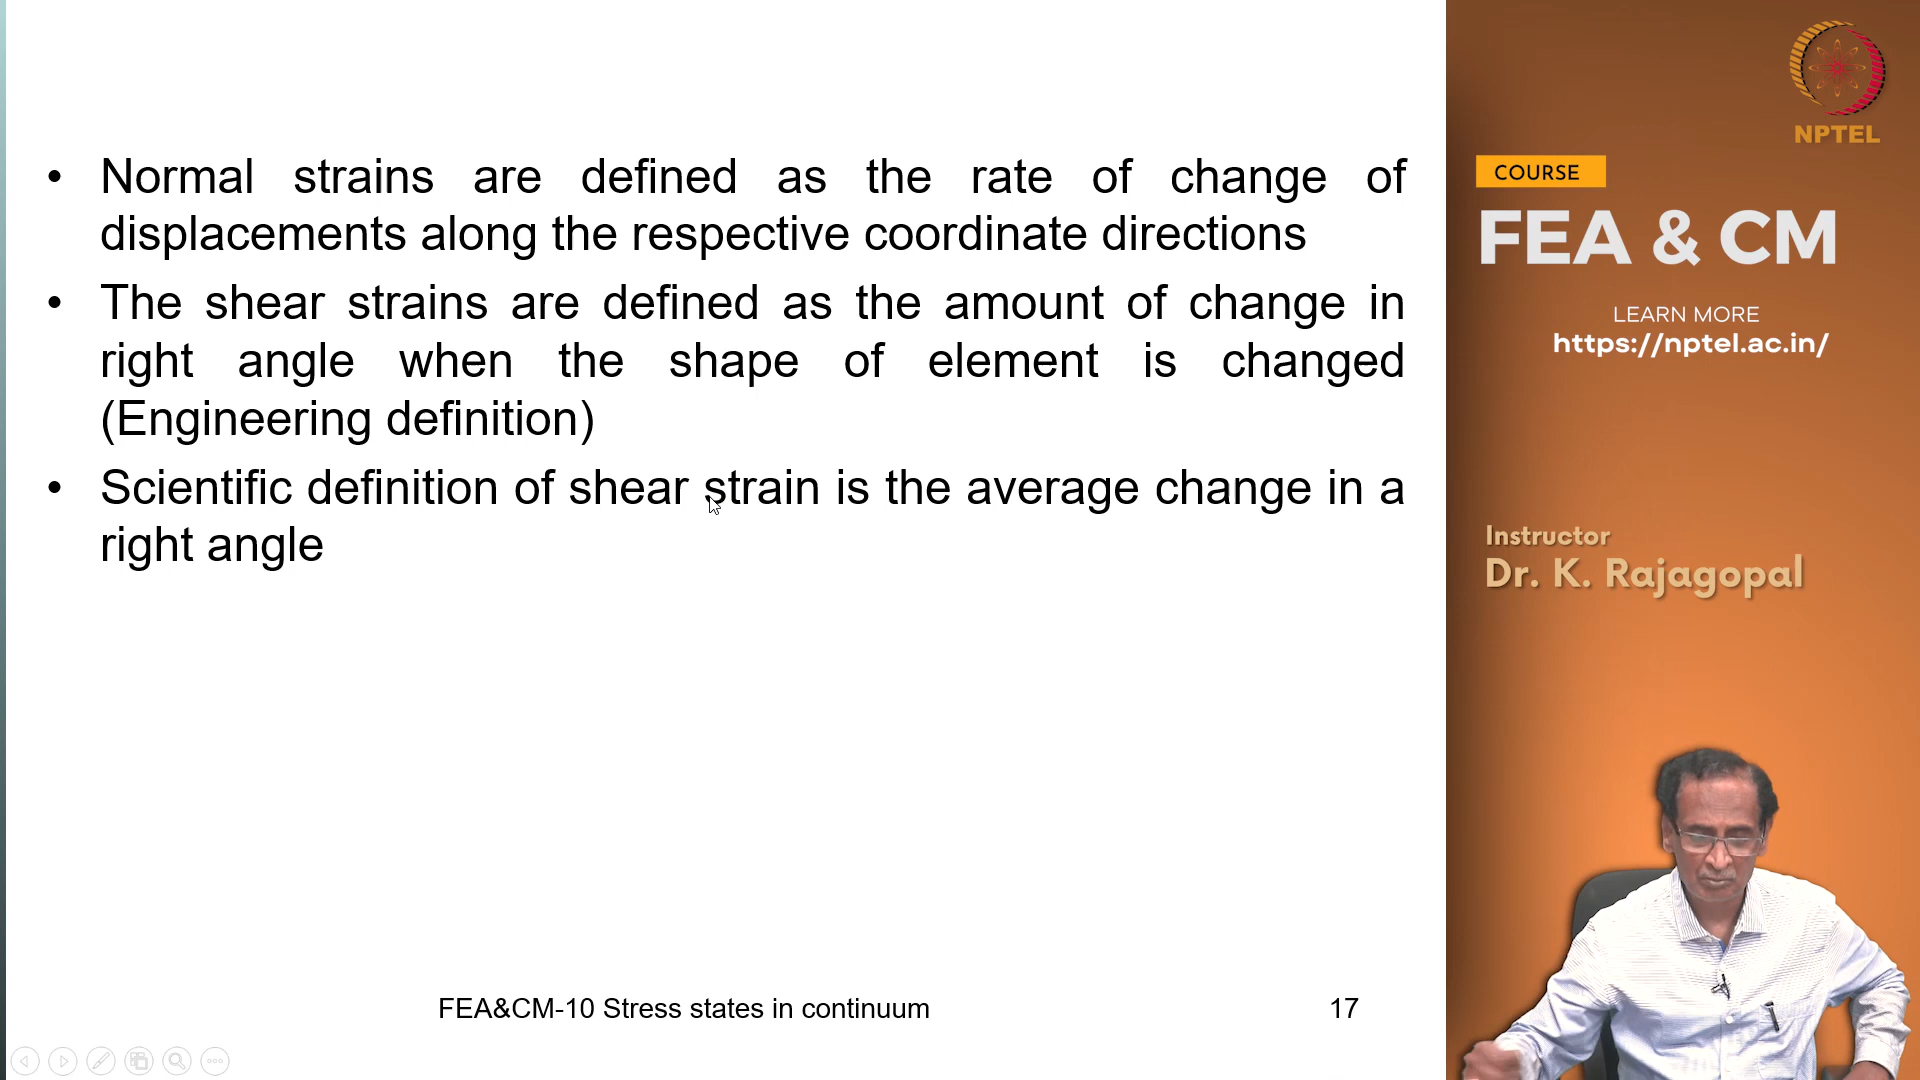 • Normal strains are defined as the rate of change of
displacements along the respective coordinate directions
• The shear strains are defined as the amount of change in
right angle when the shape of element is changed
(Engineering definition)
• Scientific definition of shear strain is the average change in a
right angle
FEA&CM-10 Stress states in continuum
17
NPTEL
COURSE
FEA & CM
LEARN MORE
https://nptel.ac.in/
Instructor
Dr. K. Rajagopal